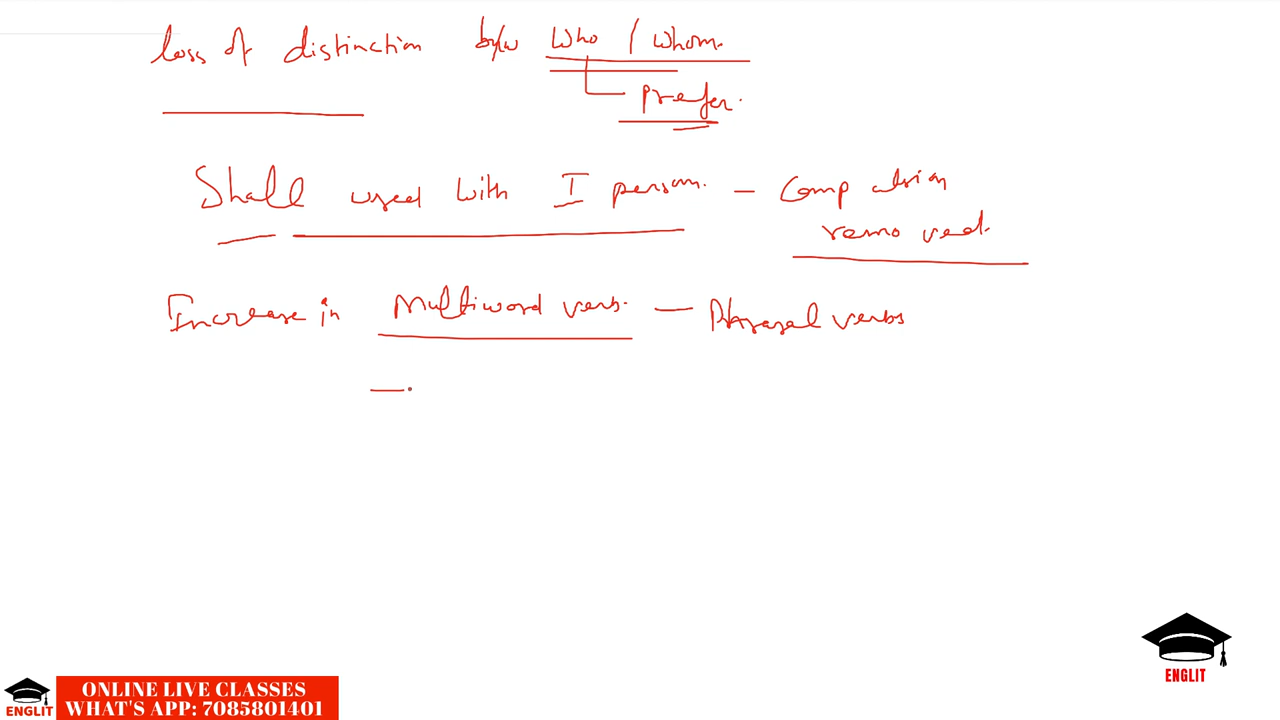 loss of distinction b/w who / whom.
prefer.
Shall used with I person. – Compulsion
removed.
Increase in Multiword verb. – Phrasal verbs
ENGLIT
ENGLIT
ONLINE LIVE CLASSES
WHAT'S APP: 7085801401